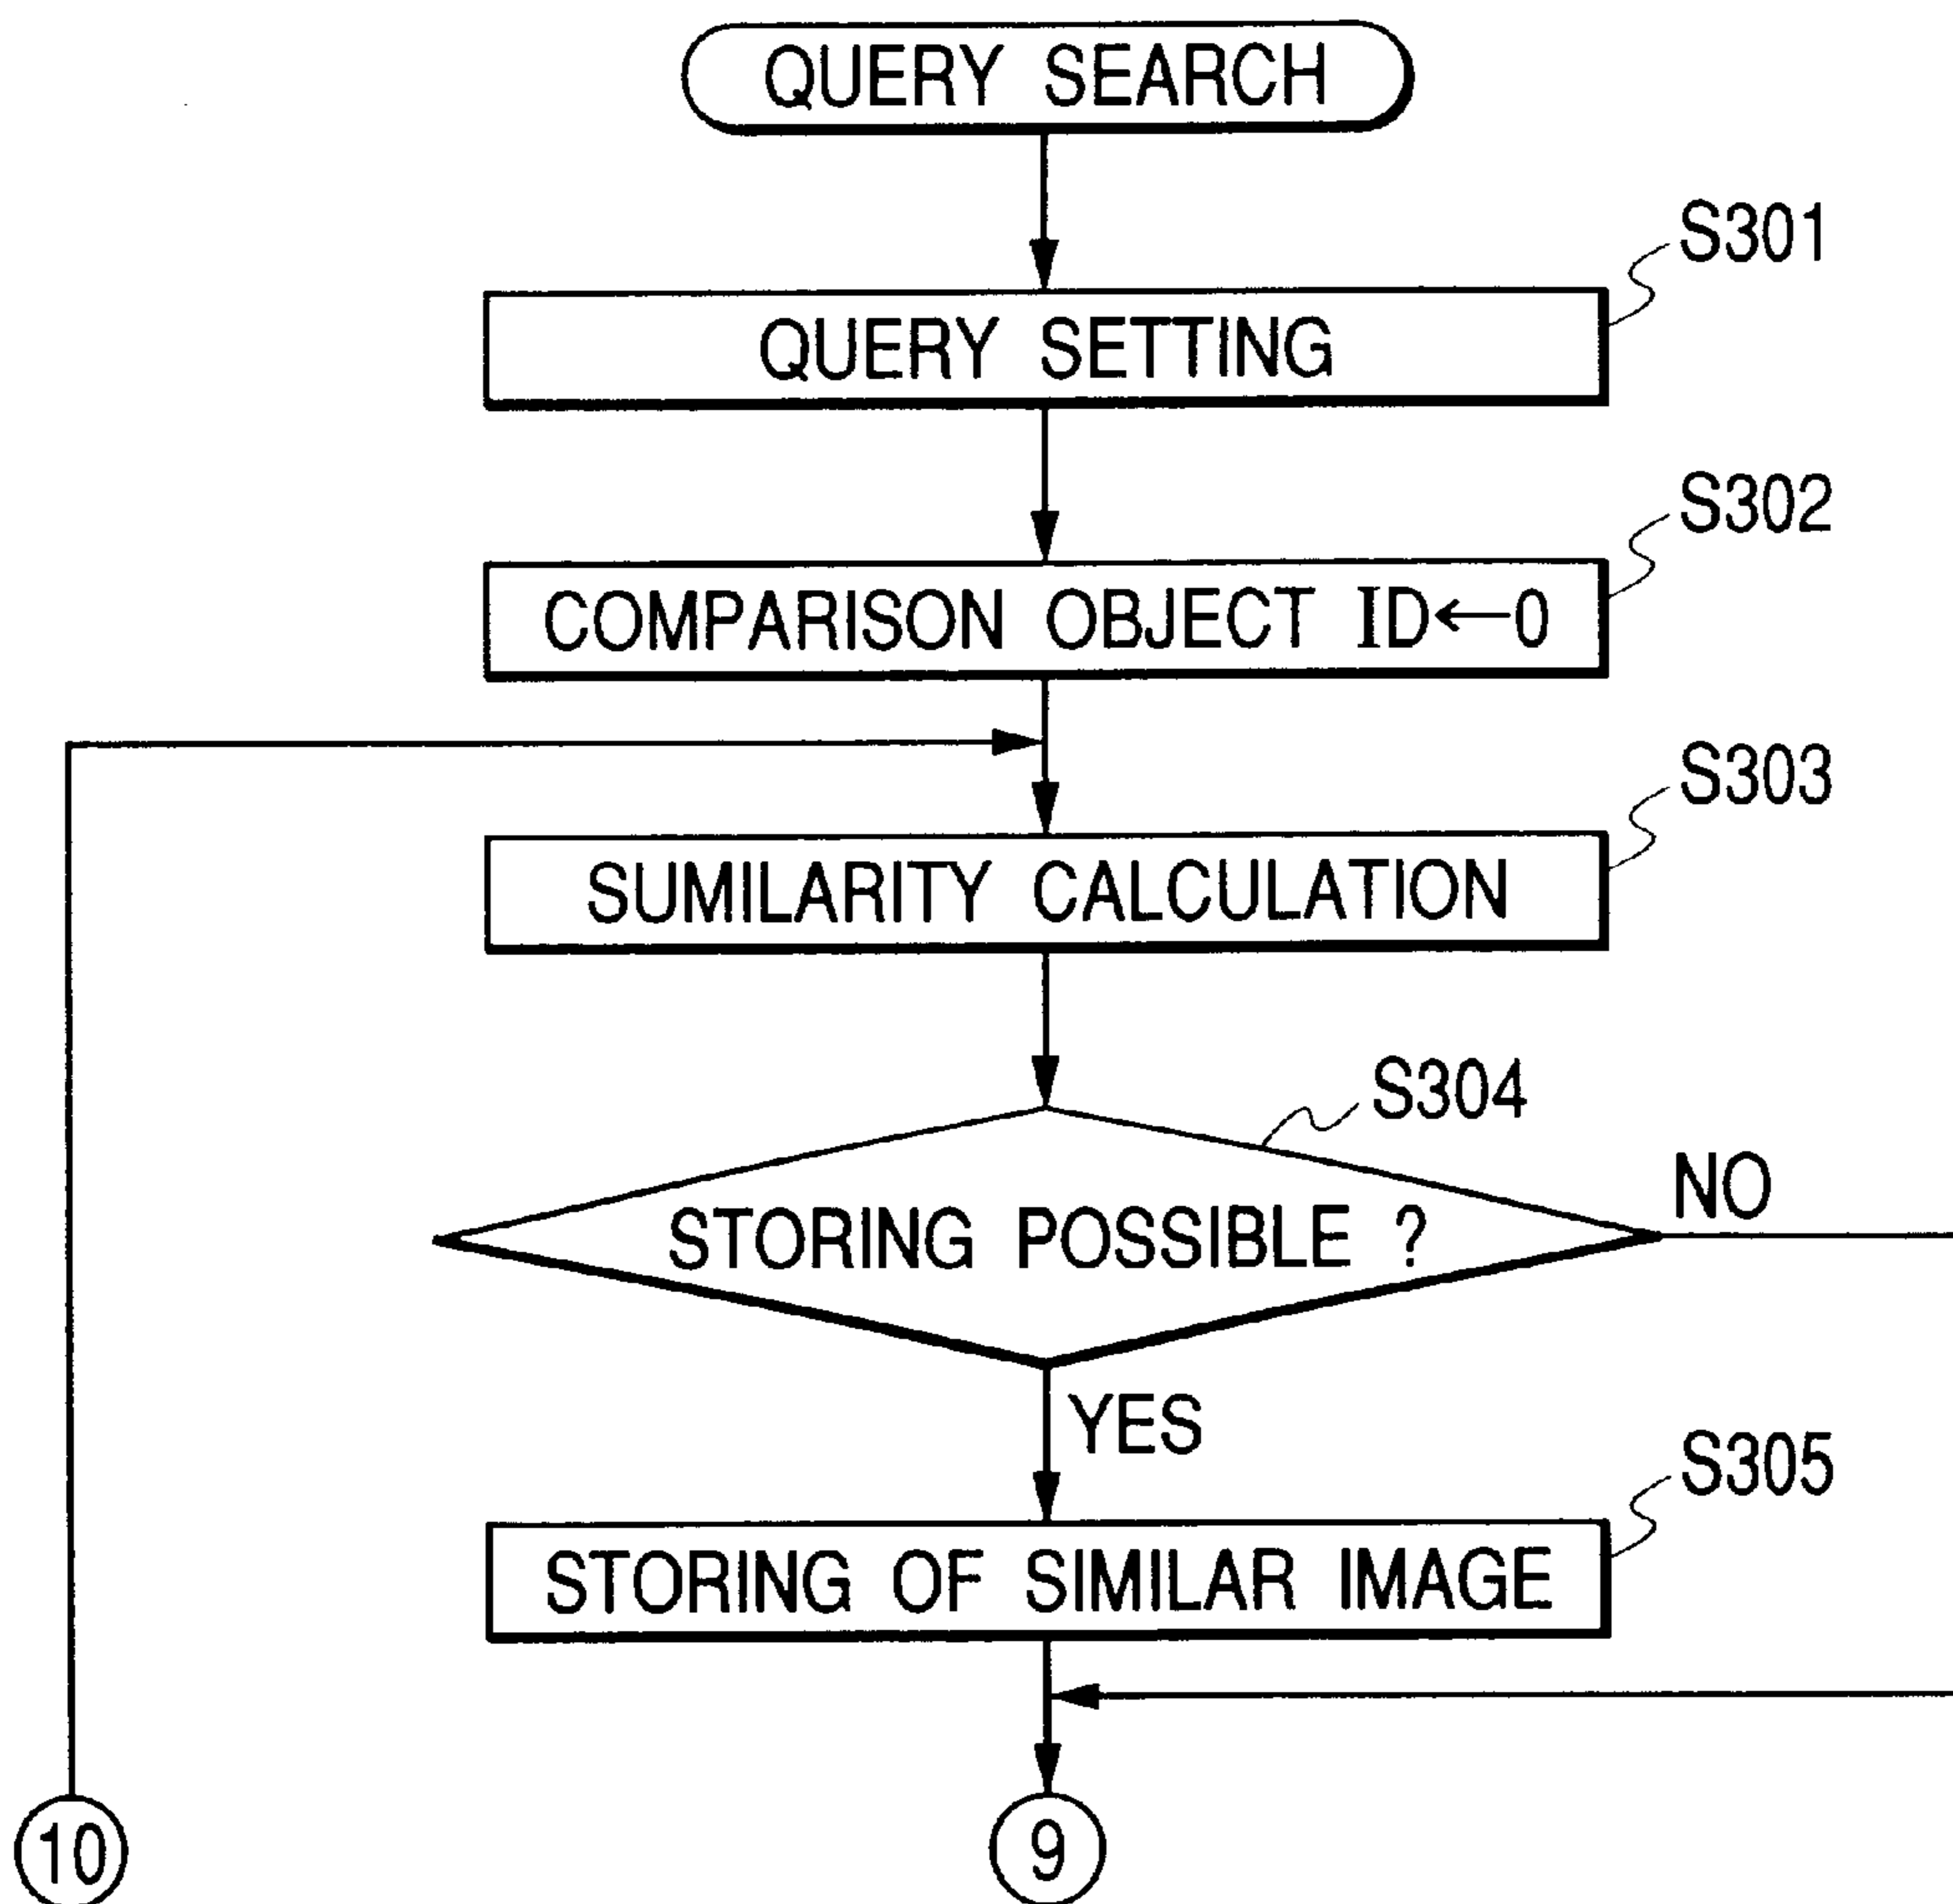 QUERY SEARCH
S301
QUERY SETTING
S302
COMPARISON OBJECT ID←0
S303
SUMILARITY CALCULATION
S304
STORING POSSIBLE ?
NO
YES
S305
STORING OF SIMILAR IMAGE
10
9